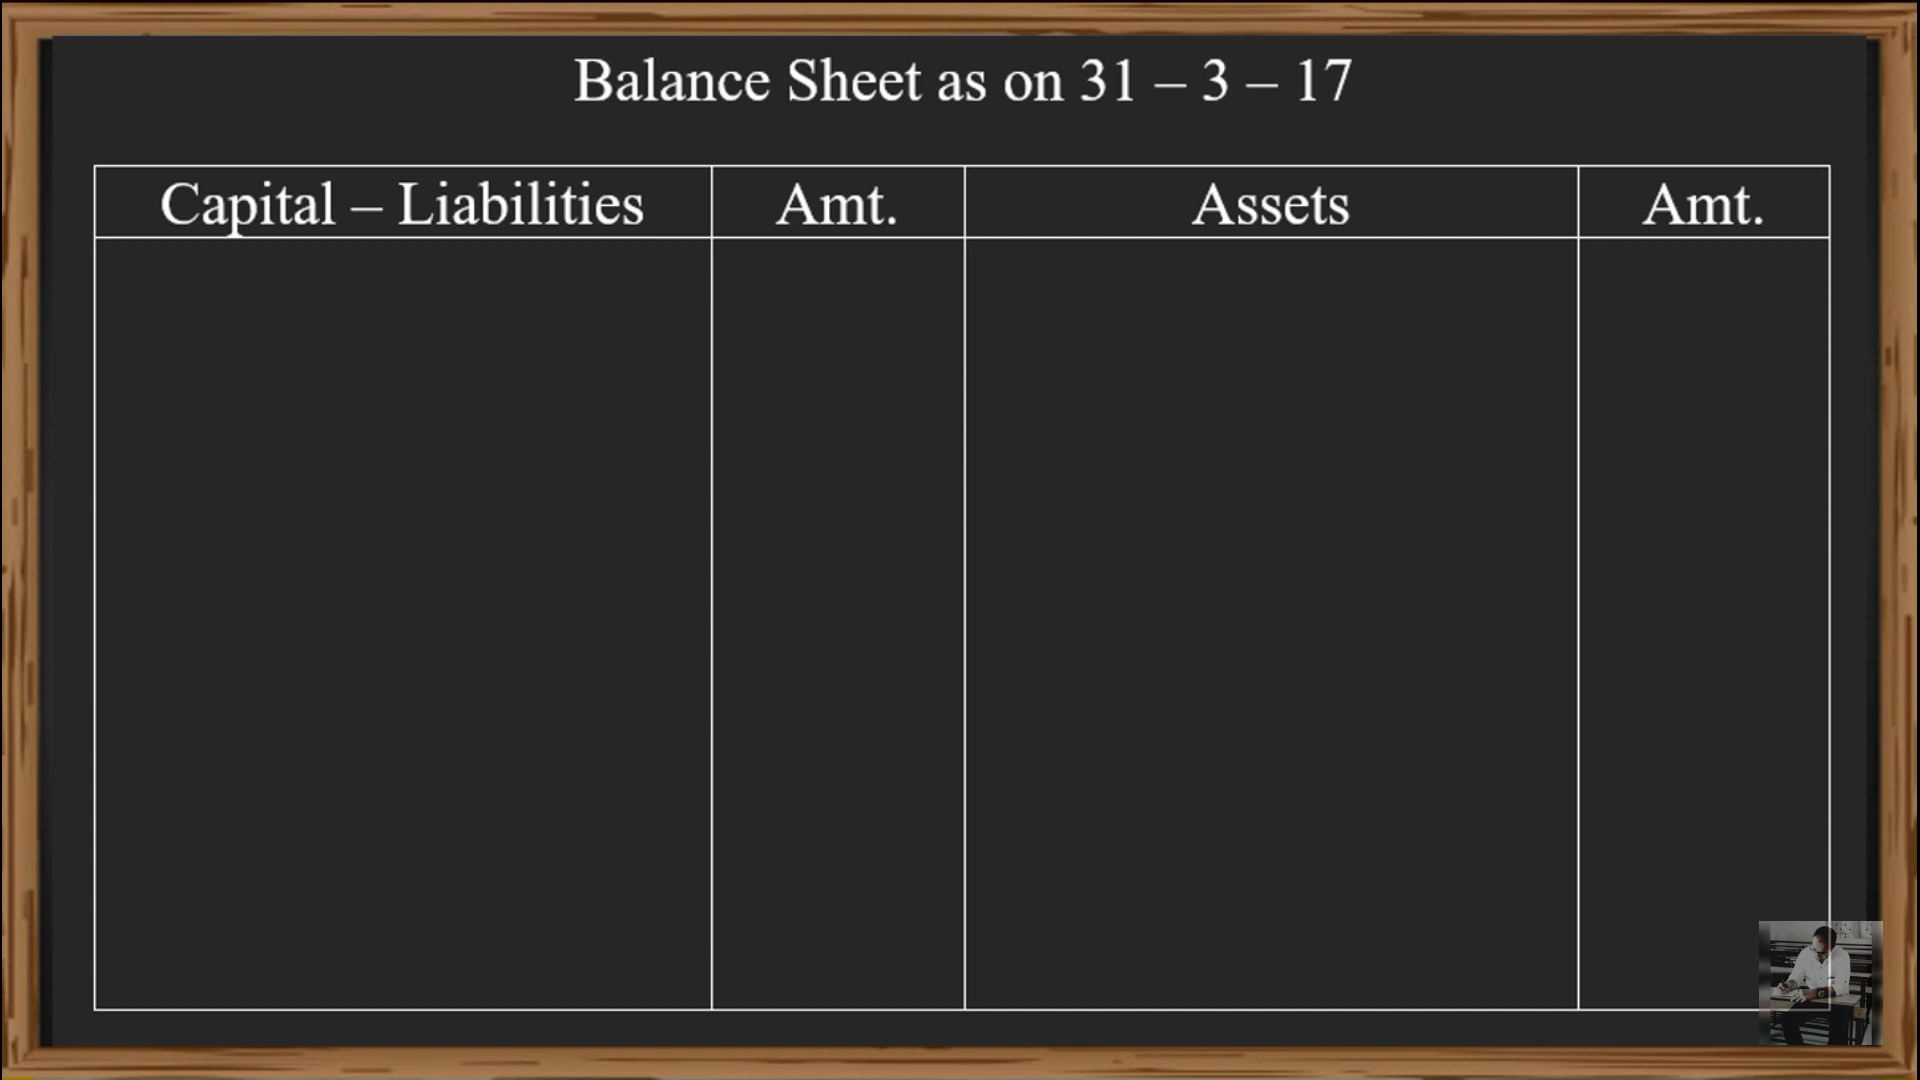 Balance Sheet as on 31 – 3 – 17
Capital – Liabilities Amt. Assets Amt.